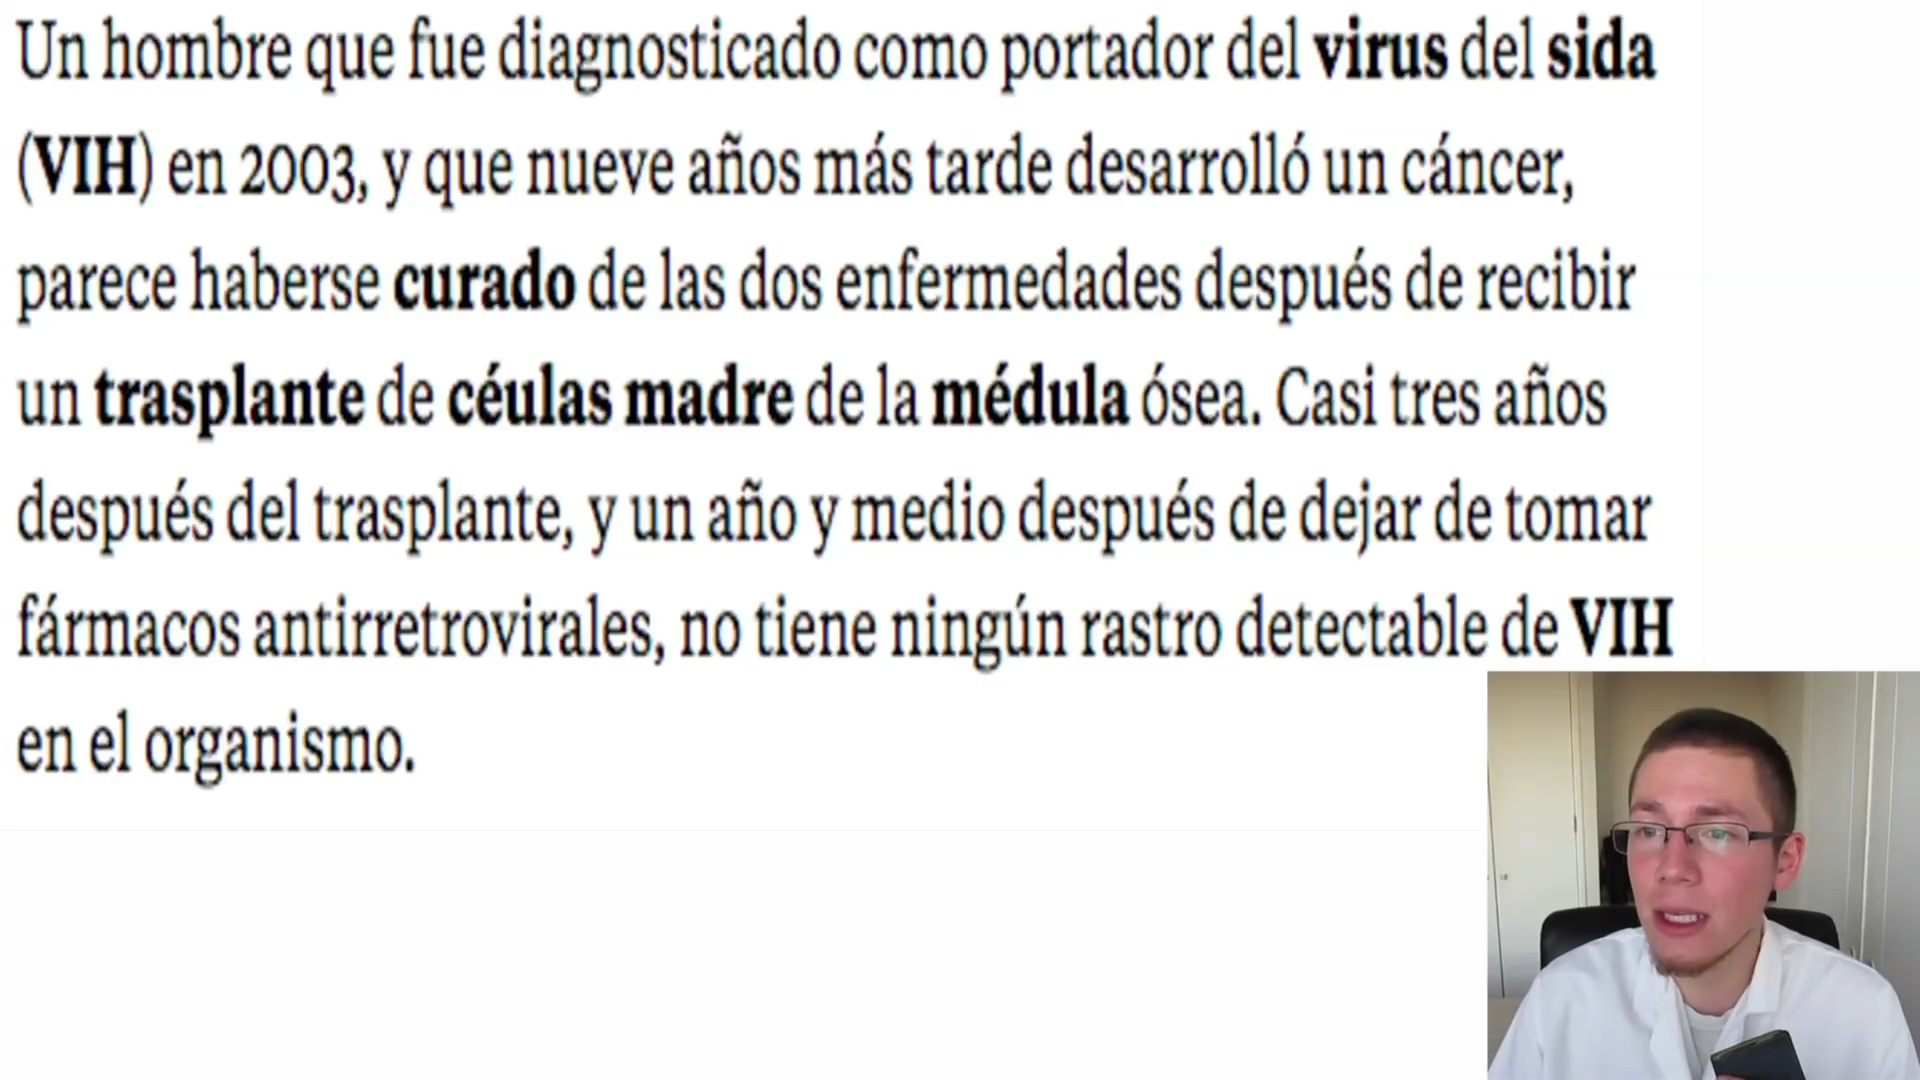 Un hombre que fue diagnosticado como portador del virus del sida
(VIH) en 2003, y que nueve años más tarde desarrolló un cáncer,
parece haberse curado de las dos enfermedades después de recibir
un trasplante de céulas madre de la médula ósea. Casi tres años
después del trasplante, y un año y medio después de dejar de tomar
fármacos antirretrovirales, no tiene ningún rastro detectable de VIH
en el organismo.